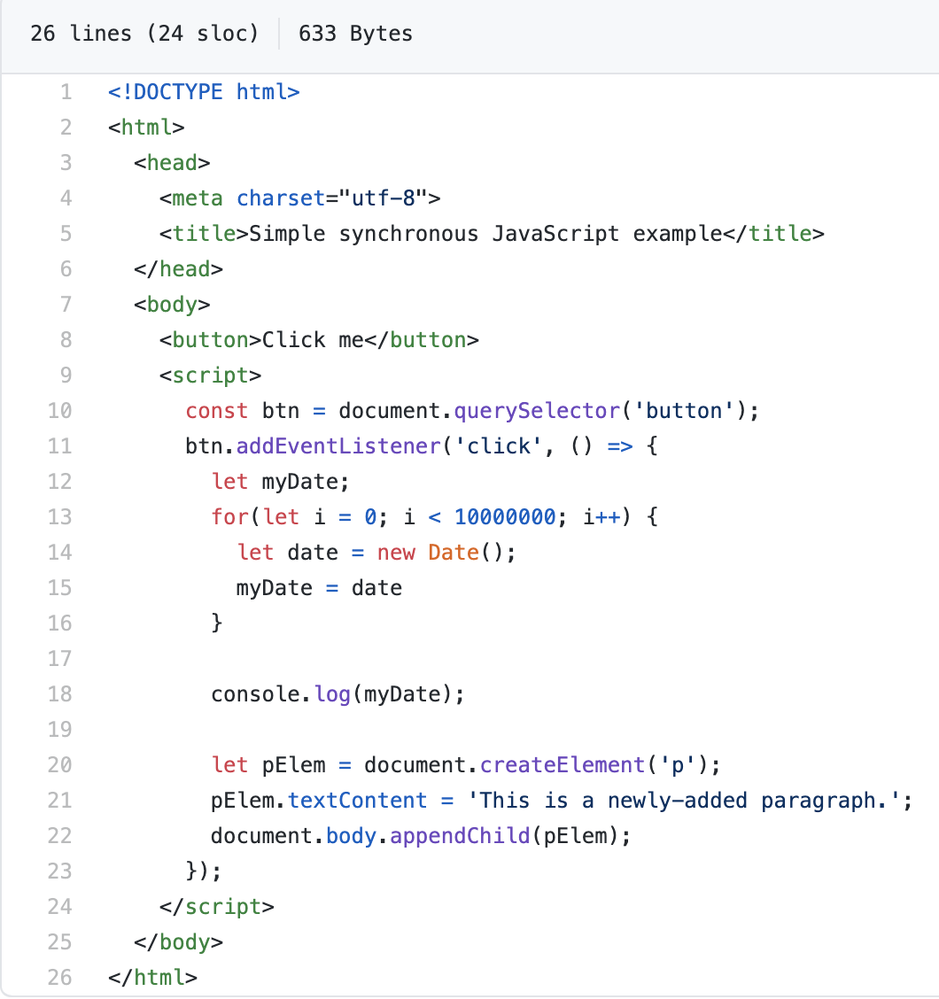 26 lines (24 sloc) 633 Bytes
1 <!DOCTYPE html>
2 <html>
3   <head>
4     <meta charset="utf-8">
5     <title>Simple synchronous JavaScript example</title>
6   </head>
7   <body>
8     <button>Click me</button>
9     <script>
10       const btn = document.querySelector('button');
11       btn.addEventListener('click', () => {
12         let myDate;
13         for(let i = 0; i < 10000000; i++) {
14           let date = new Date();
15           myDate = date
16         }
17
18         console.log(myDate);
19
20         let pElem = document.createElement('p');
21         pElem.textContent = 'This is a newly-added paragraph.';
22         document.body.appendChild(pElem);
23       });
24     </script>
25   </body>
26 </html>